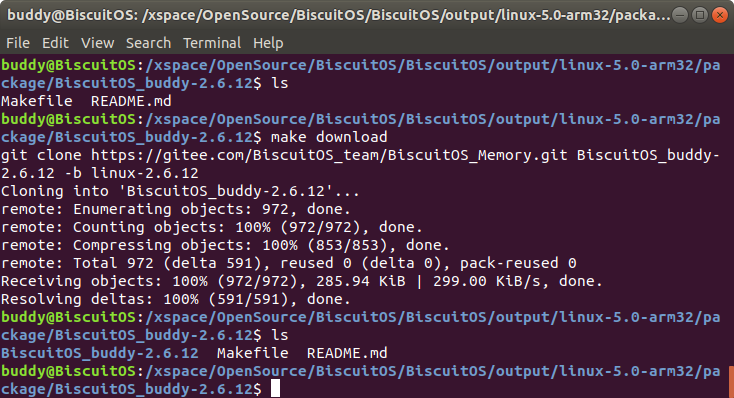 buddy@BiscuitOS: /xspace/OpenSource/BiscuitOS/BiscuitOS/output/linux-5.0-arm32/packa...
File Edit View Search Terminal Help
buddy@BiscuitOS:/xspace/OpenSource/BiscuitOS/BiscuitOS/output/linux-5.0-arm32/pa
ckage/BiscuitOS_buddy-2.6.12$ ls
Makefile  README.md
buddy@BiscuitOS:/xspace/OpenSource/BiscuitOS/BiscuitOS/output/linux-5.0-arm32/pa
ckage/BiscuitOS_buddy-2.6.12$ make download
git clone https://gitee.com/BiscuitOS_team/BiscuitOS_Memory.git BiscuitOS_buddy-
2.6.12 -b linux-2.6.12
Cloning into 'BiscuitOS_buddy-2.6.12'...
remote: Enumerating objects: 972, done.
remote: Counting objects: 100% (972/972), done.
remote: Compressing objects: 100% (853/853), done.
remote: Total 972 (delta 591), reused 0 (delta 0), pack-reused 0
Receiving objects: 100% (972/972), 285.94 KiB | 299.00 KiB/s, done.
Resolving deltas: 100% (591/591), done.
buddy@BiscuitOS:/xspace/OpenSource/BiscuitOS/BiscuitOS/output/linux-5.0-arm32/pa
ckage/BiscuitOS_buddy-2.6.12$ ls
BiscuitOS_buddy-2.6.12  Makefile  README.md
buddy@BiscuitOS:/xspace/OpenSource/BiscuitOS/BiscuitOS/output/linux-5.0-arm32/pa
ckage/BiscuitOS_buddy-2.6.12$